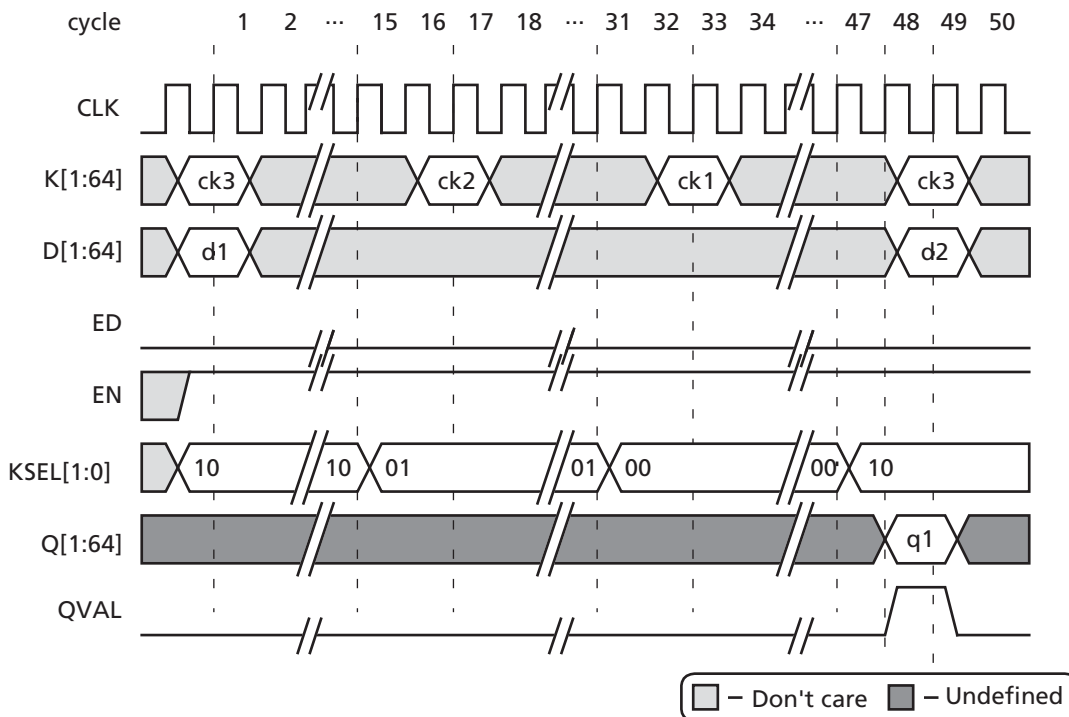 cycle 1 2 ... 15 16 17 18 ... 31 32 33 34 ... 47 48 49 50
CLK
K[1:64] ck3 ck2 ck1 ck3
D[1:64] d1 d2
ED
EN
KSEL[1:0] 10 10 01 01 00 00 10
Q[1:64] q1
QVAL
– Don't care – Undefined